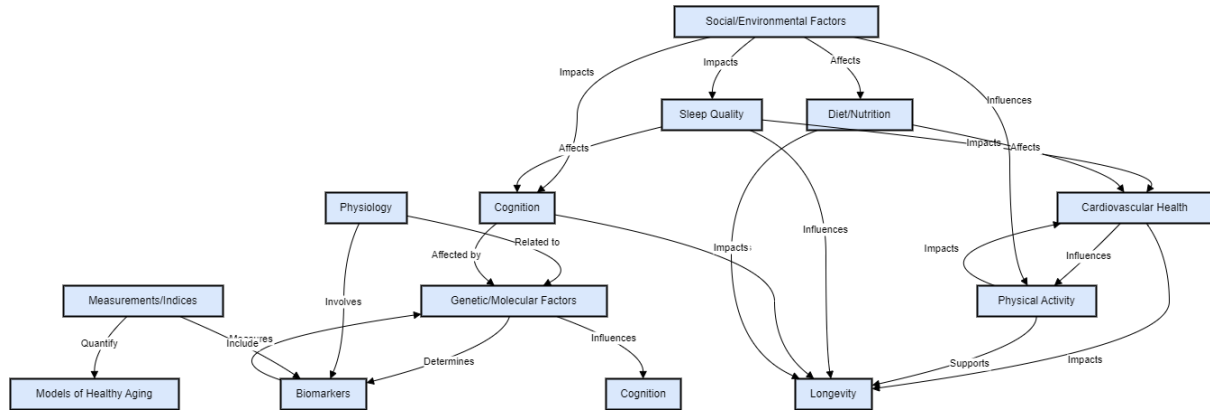 Social/Environmental Factors
Impacts
Affects
Impacts
Influences
Sleep Quality
Diet/Nutrition
Affects
Impacts
Affects
Physiology
Cognition
Cardiovascular Health
Related to
Affected by
Influences
Impacts
Impacts
Influences
Measurements/Indices
Genetic/Molecular Factors
Physical Activity
Involves
Quantify
Include
Influences
Determines
Supports
Impacts
Models of Healthy Aging
Biomarkers
Cognition
Longevity